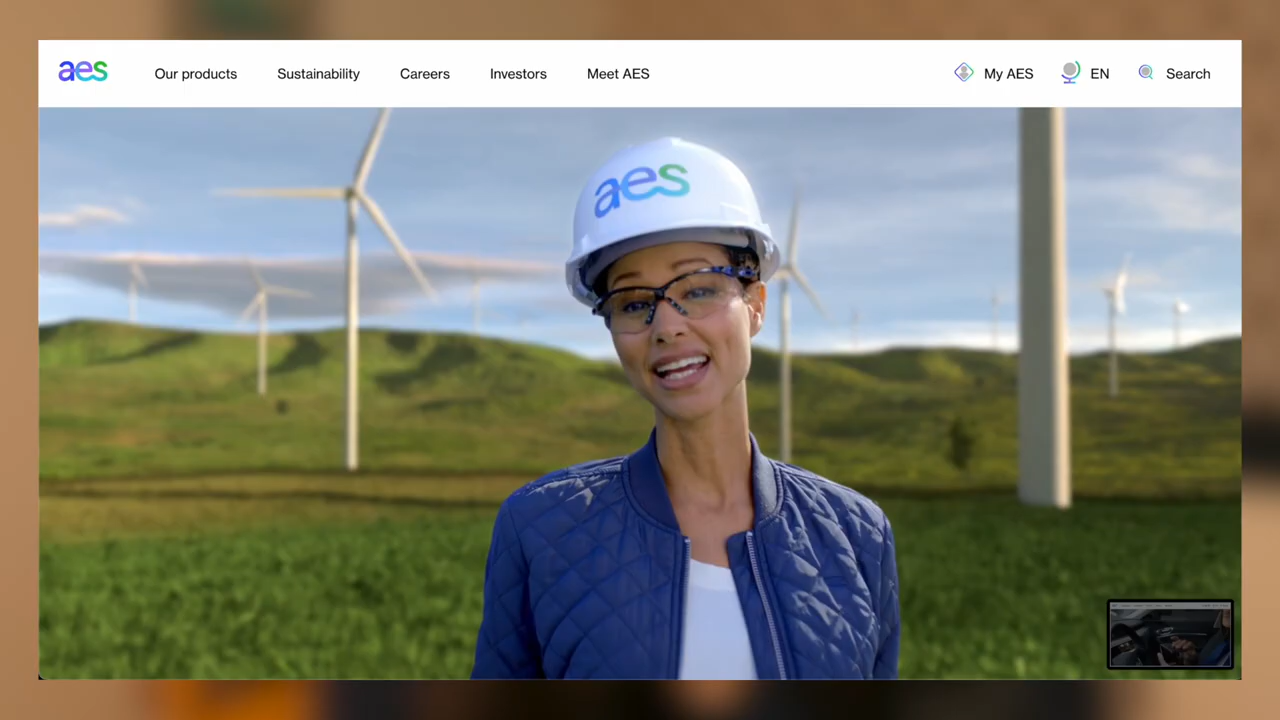 aes
Our products
Sustainability
Careers
Investors
Meet AES
My AES
EN
Search
aes